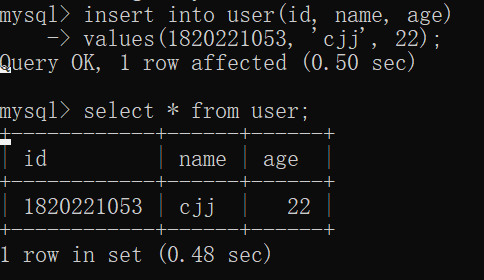 mysql> insert into user(id, name, age)
    -> values(1820221053, 'cjj', 22);
Query OK, 1 row affected (0.50 sec)

mysql> select * from user;
+------------+------+------+
| id         | name | age  |
+------------+------+------+
| 1820221053 | cjj  |   22 |
+------------+------+------+
1 row in set (0.48 sec)